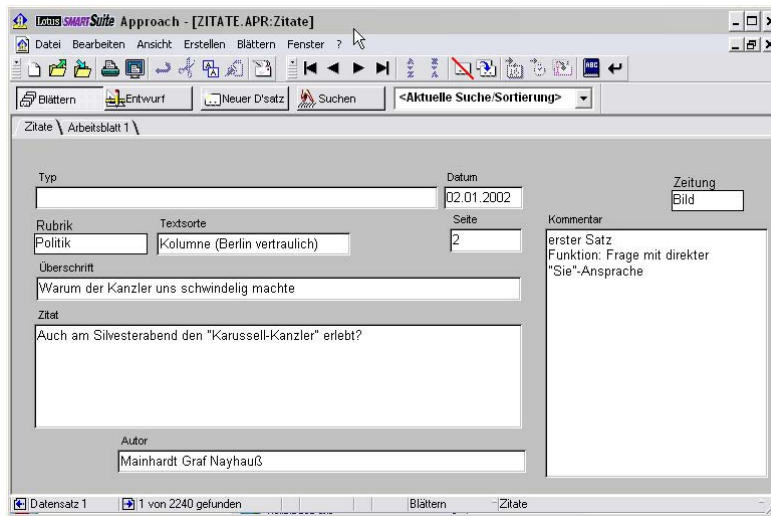 Lotus SMARTSuite Approach - [ZITATE.APR:Zitate]
Datei Bearbeiten Ansicht Erstellen Blättern Fenster ?
ABC
Blättern Entwurf Neuer D'satz Suchen <Aktuelle Suche/Sortierung>
Zitate Arbeitsblatt 1
Typ Datum Zeitung
02.01.2002 Bild
Rubrik Textsorte Seite Kommentar
Politik Kolumne (Berlin vertraulich) 2
erster Satz
Funktion: Frage mit direkter
"Sie"-Ansprache
Überschrift
Warum der Kanzler uns schwindelig machte
Zitat
Auch am Silvesterabend den "Karussell-Kanzler" erlebt?
Autor
Mainhardt Graf Nayhauß
Datensatz 1 1 von 2240 gefunden Blättern Zitate